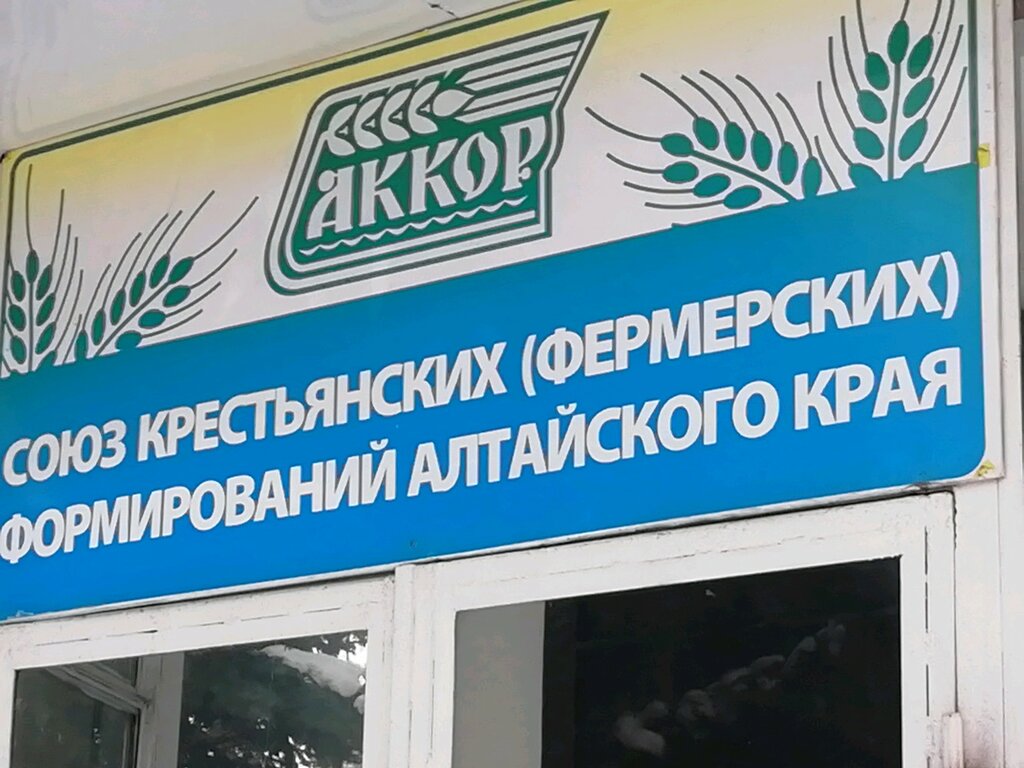 АККОР
СОЮЗ КРЕСТЬЯНСКИХ (ФЕРМЕРСКИХ)
ФОРМИРОВАНИЙ АЛТАЙСКОГО КРАЯ